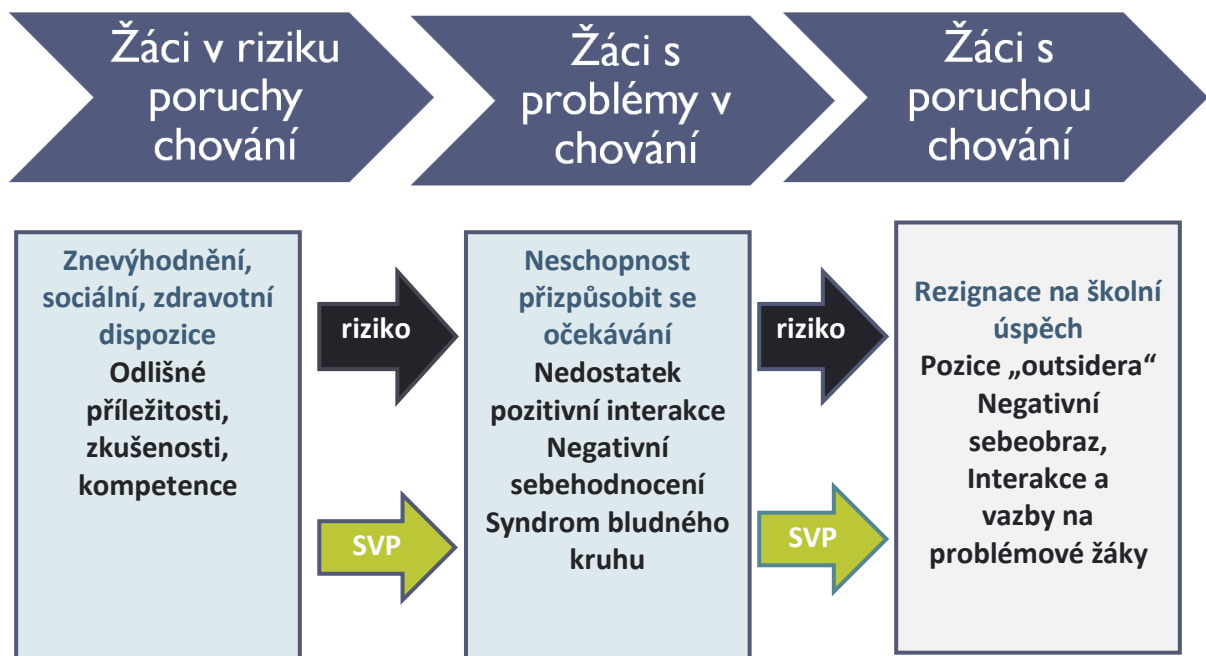 Žáci v riziku
poruchy
chování
Žáci s
problémy v
chování
Žáci s
poruchou
chování
Znevýhodnění,
sociální, zdravotní
dispozice
Odlišné
příležitosti,
zkušenosti,
kompetence
riziko
SVP
Neschopnost
přizpůsobit se
očekávání
Nedostatek
pozitivní interakce
Negativní
sebehodnocení
Syndrom bludného
kruhu
riziko
SVP
Rezignace na školní
úspěch
Pozice „outsidera“
Negativní
sebeobraz,
Interakce a
vazby na
problémové žáky